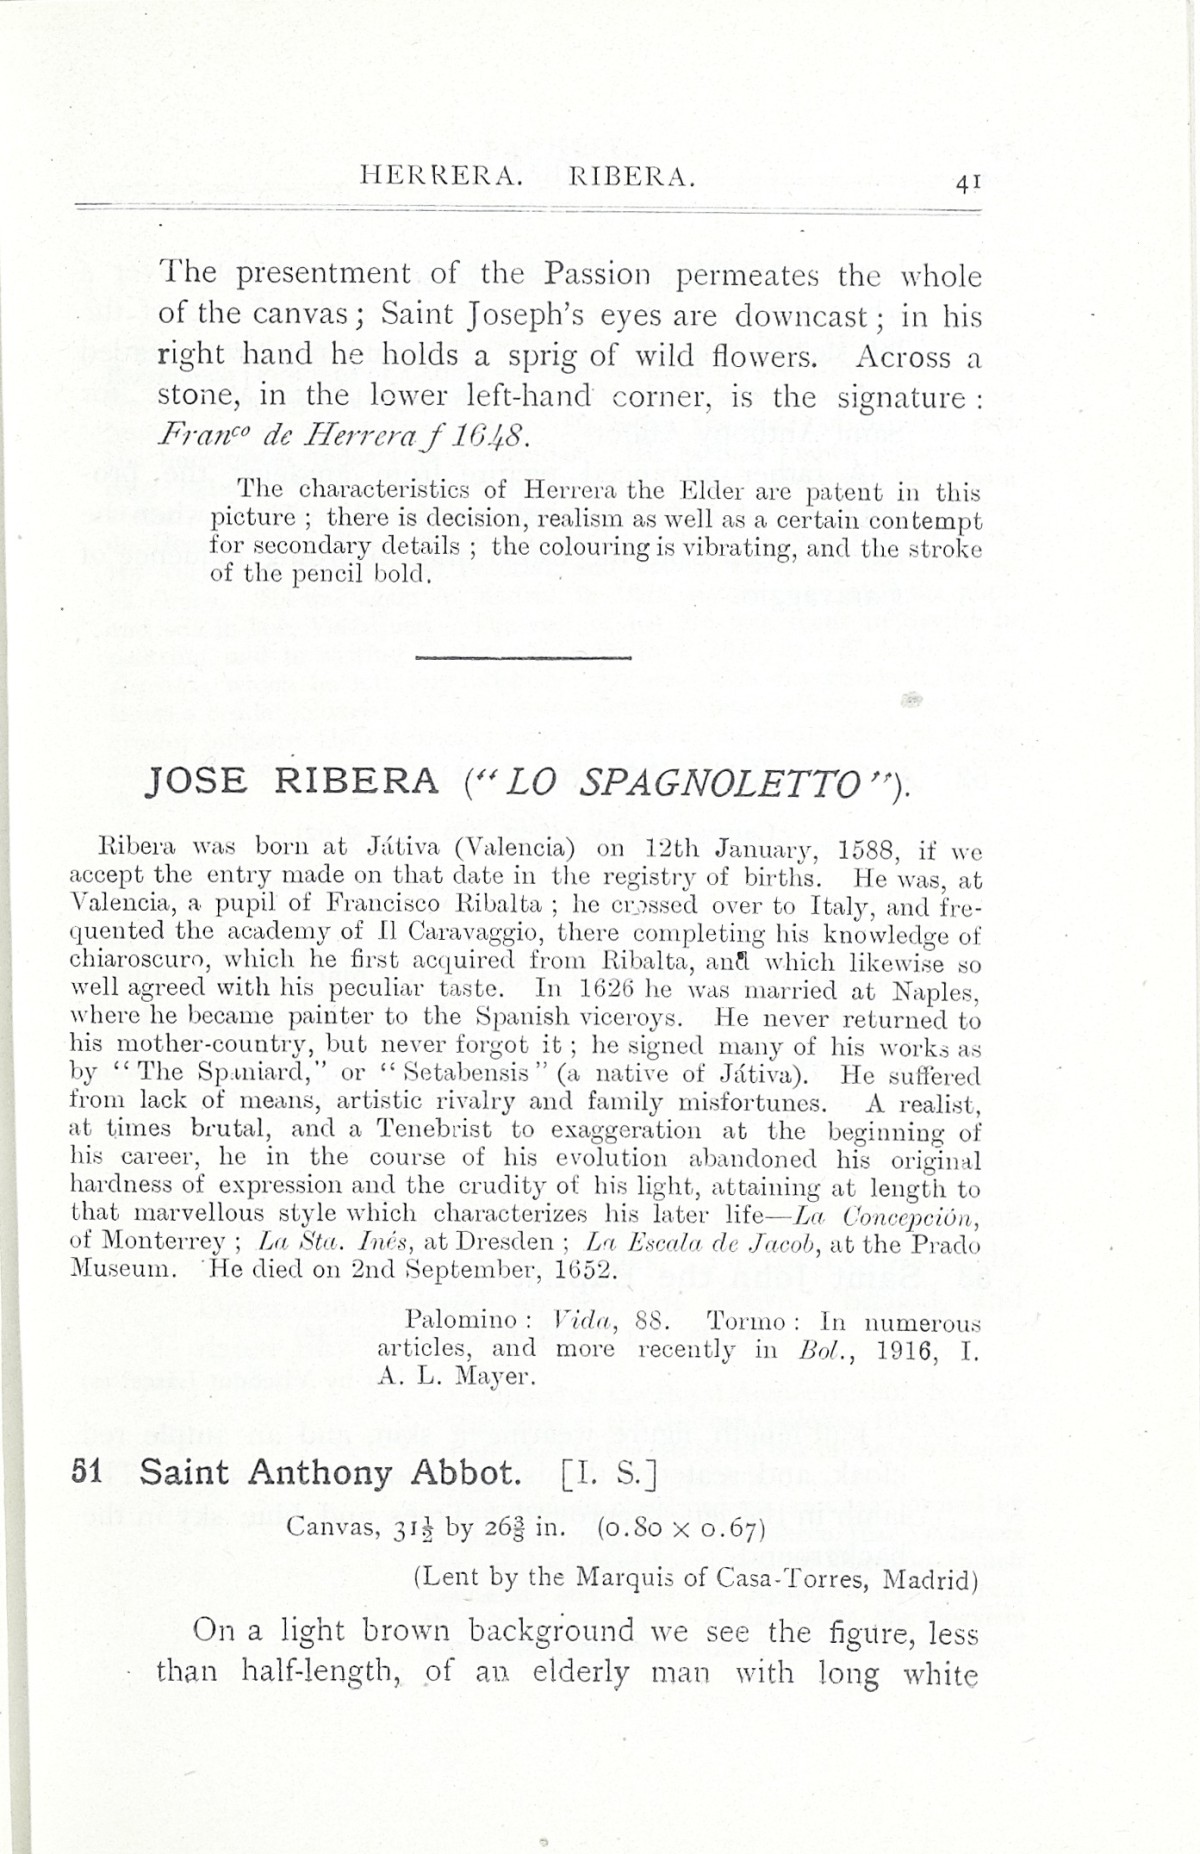 HERRERA. RIBERA. 41
The presentment of the Passion permeates the whole
of the canvas ; Saint Joseph's eyes are downcast ; in his
right hand he holds a sprig of wild flowers. Across a
stone, in the lower left-hand corner, is the signature :
Franco de Herrera f 1648.
The characteristics of Herrera the Elder are patent in this
picture ; there is decision, realism as well as a certain contempt
for secondary details ; the colouring is vibrating, and the stroke
of the pencil bold.
JOSE RIBERA ("LO SPAGNOLETTO").
Ribera was born at Játiva (Valencia) on 12th January, 1588, if we
accept the entry made on that date in the registry of births. He was, at
Valencia, a pupil of Francisco Ribalta ; he crossed over to Italy, and fre-
quented the academy of Il Caravaggio, there completing his knowledge of
chiaroscuro, which he first acquired from Ribalta, and which likewise so
well agreed with his peculiar taste. In 1626 he was married at Naples,
where he became painter to the Spanish viceroys. He never returned to
his mother-country, but never forgot it ; he signed many of his works as
by "The Spaniard," or "Setabensis" (a native of Játiva). He suffered
from lack of means, artistic rivalry and family misfortunes. A realist,
at times brutal, and a Tenebrist to exaggeration at the beginning of
his career, he in the course of his evolution abandoned his original
hardness of expression and the crudity of his light, attaining at length to
that marvellous style which characterizes his later life—La Concepción,
of Monterrey ; La Sta. Inés, at Dresden ; La Escala de Jacob, at the Prado
Museum. He died on 2nd September, 1652.
Palomino : Vida, 88. Tormo : In numerous
articles, and more recently in Bol., 1916, I.
A. L. Mayer.
51 Saint Anthony Abbot. [I. S.]
Canvas, 31½ by 26⅜ in. (0.80 x 0.67)
(Lent by the Marquis of Casa-Torres, Madrid)
On a light brown background we see the figure, less
than half-length, of an elderly man with long white